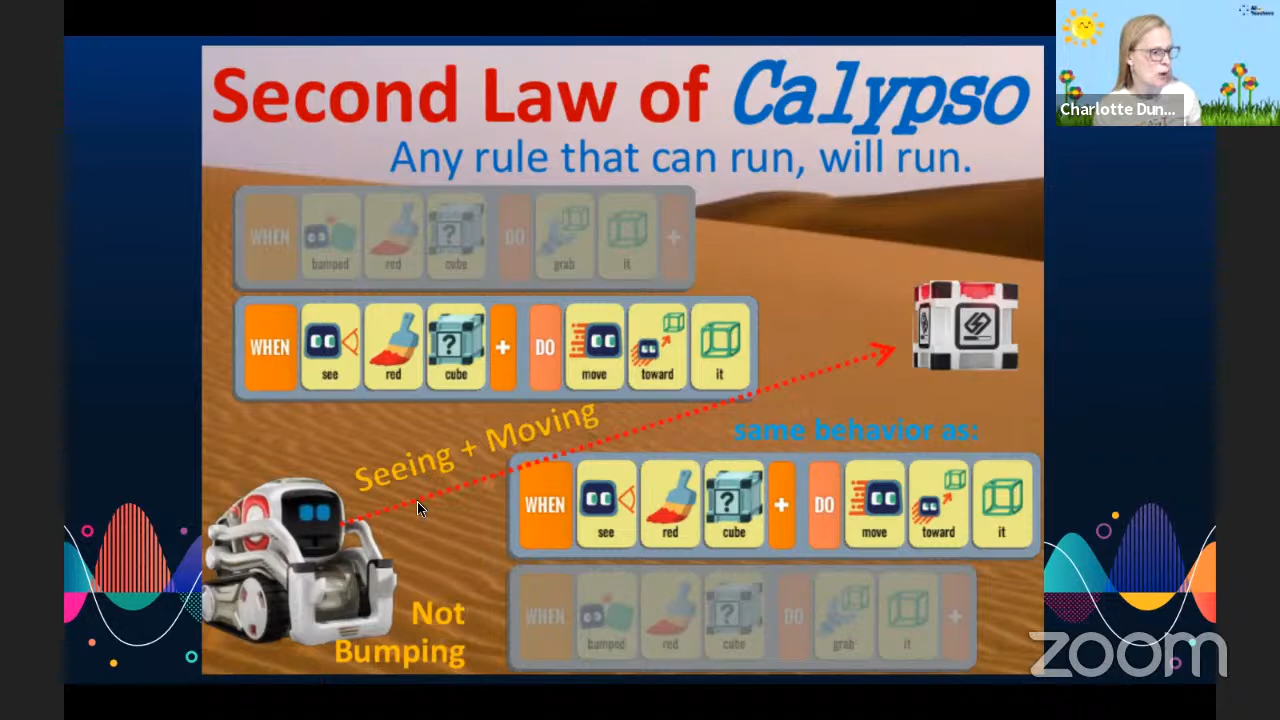 Second Law of Calypso
Any rule that can run, will run.
WHEN bamped red cube DO grab it +
WHEN see red cube + DO move toward it
Seeing + Moving
same behavior as:
WHEN see red cube + DO move toward it
Not
Bumping
WHEN bamped red cube DO grab it +
Charlotte Dun...
zoom